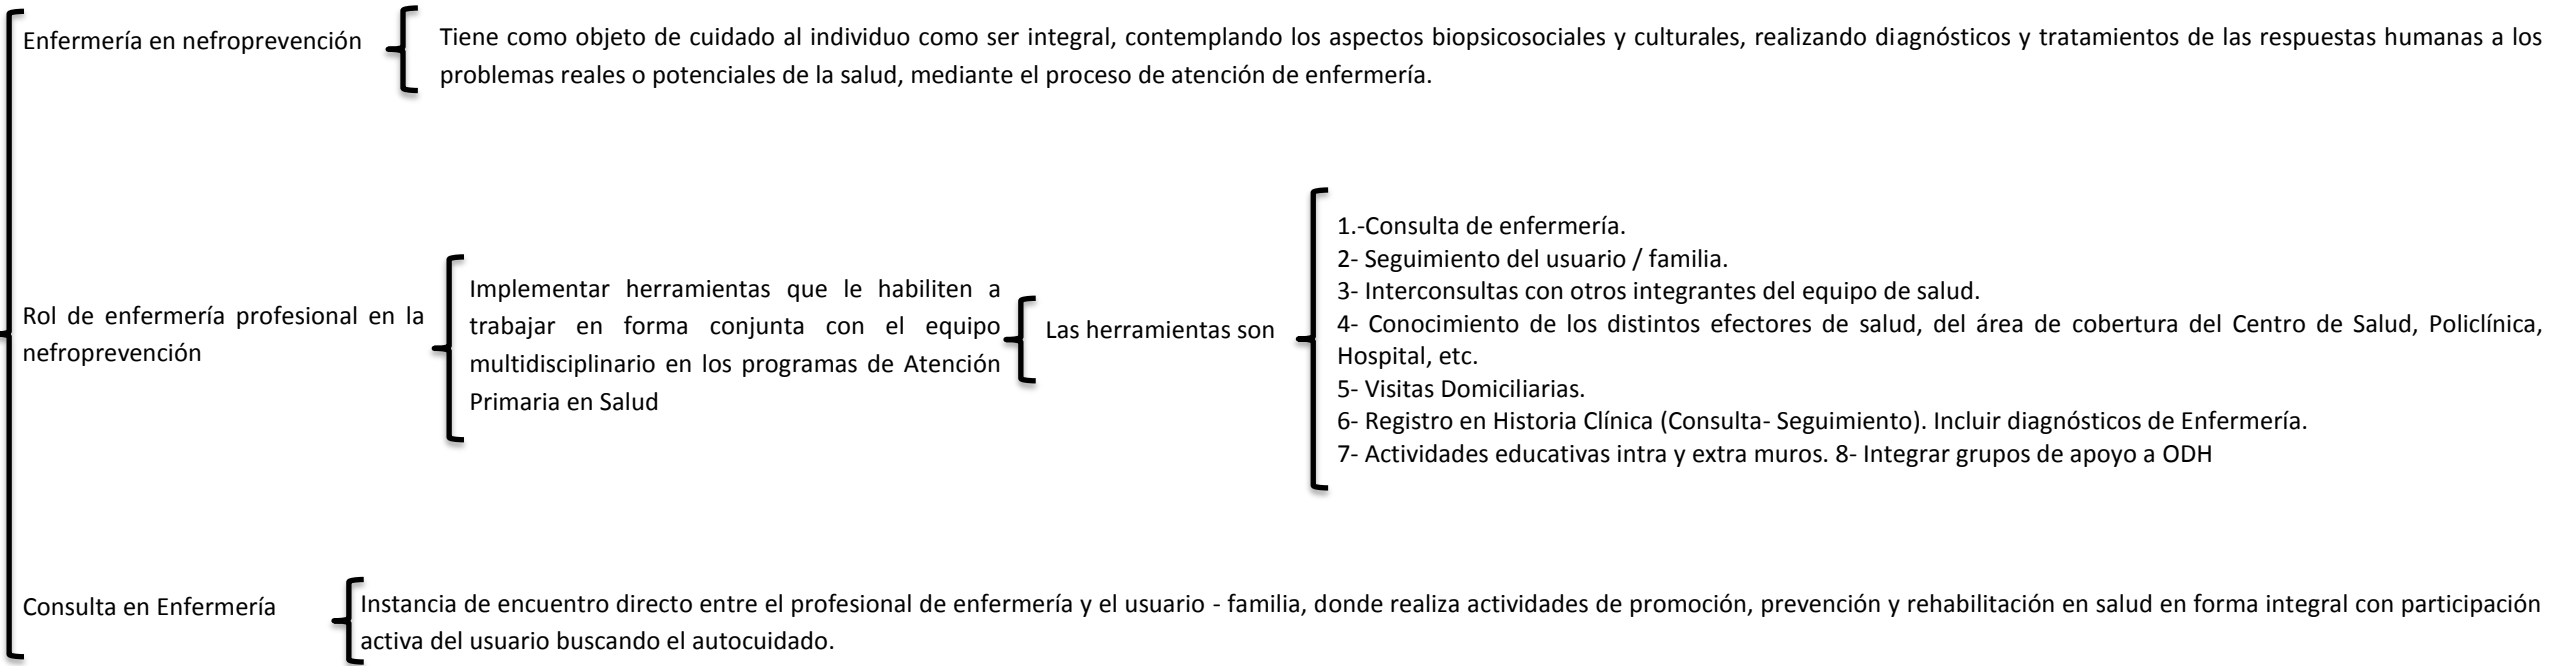 Enfermería en nefroprevención
Tiene como objeto de cuidado al individuo como ser integral, contemplando los aspectos biopsicosociales y culturales, realizando diagnósticos y tratamientos de las respuestas humanas a los
problemas reales o potenciales de la salud, mediante el proceso de atención de enfermería.
Rol de enfermería profesional en la
nefroprevención
Implementar herramientas que le habiliten a
trabajar en forma conjunta con el equipo
multidisciplinario en los programas de Atención
Primaria en Salud
Las herramientas son
1.-Consulta de enfermería.
2- Seguimiento del usuario / familia.
3- Interconsultas con otros integrantes del equipo de salud.
4- Conocimiento de los distintos efectores de salud, del área de cobertura del Centro de Salud, Policlínica,
Hospital, etc.
5- Visitas Domiciliarias.
6- Registro en Historia Clínica (Consulta- Seguimiento). Incluir diagnósticos de Enfermería.
7- Actividades educativas intra y extra muros. 8- Integrar grupos de apoyo a ODH
Consulta en Enfermería
Instancia de encuentro directo entre el profesional de enfermería y el usuario - familia, donde realiza actividades de promoción, prevención y rehabilitación en salud en forma integral con participación
activa del usuario buscando el autocuidado.